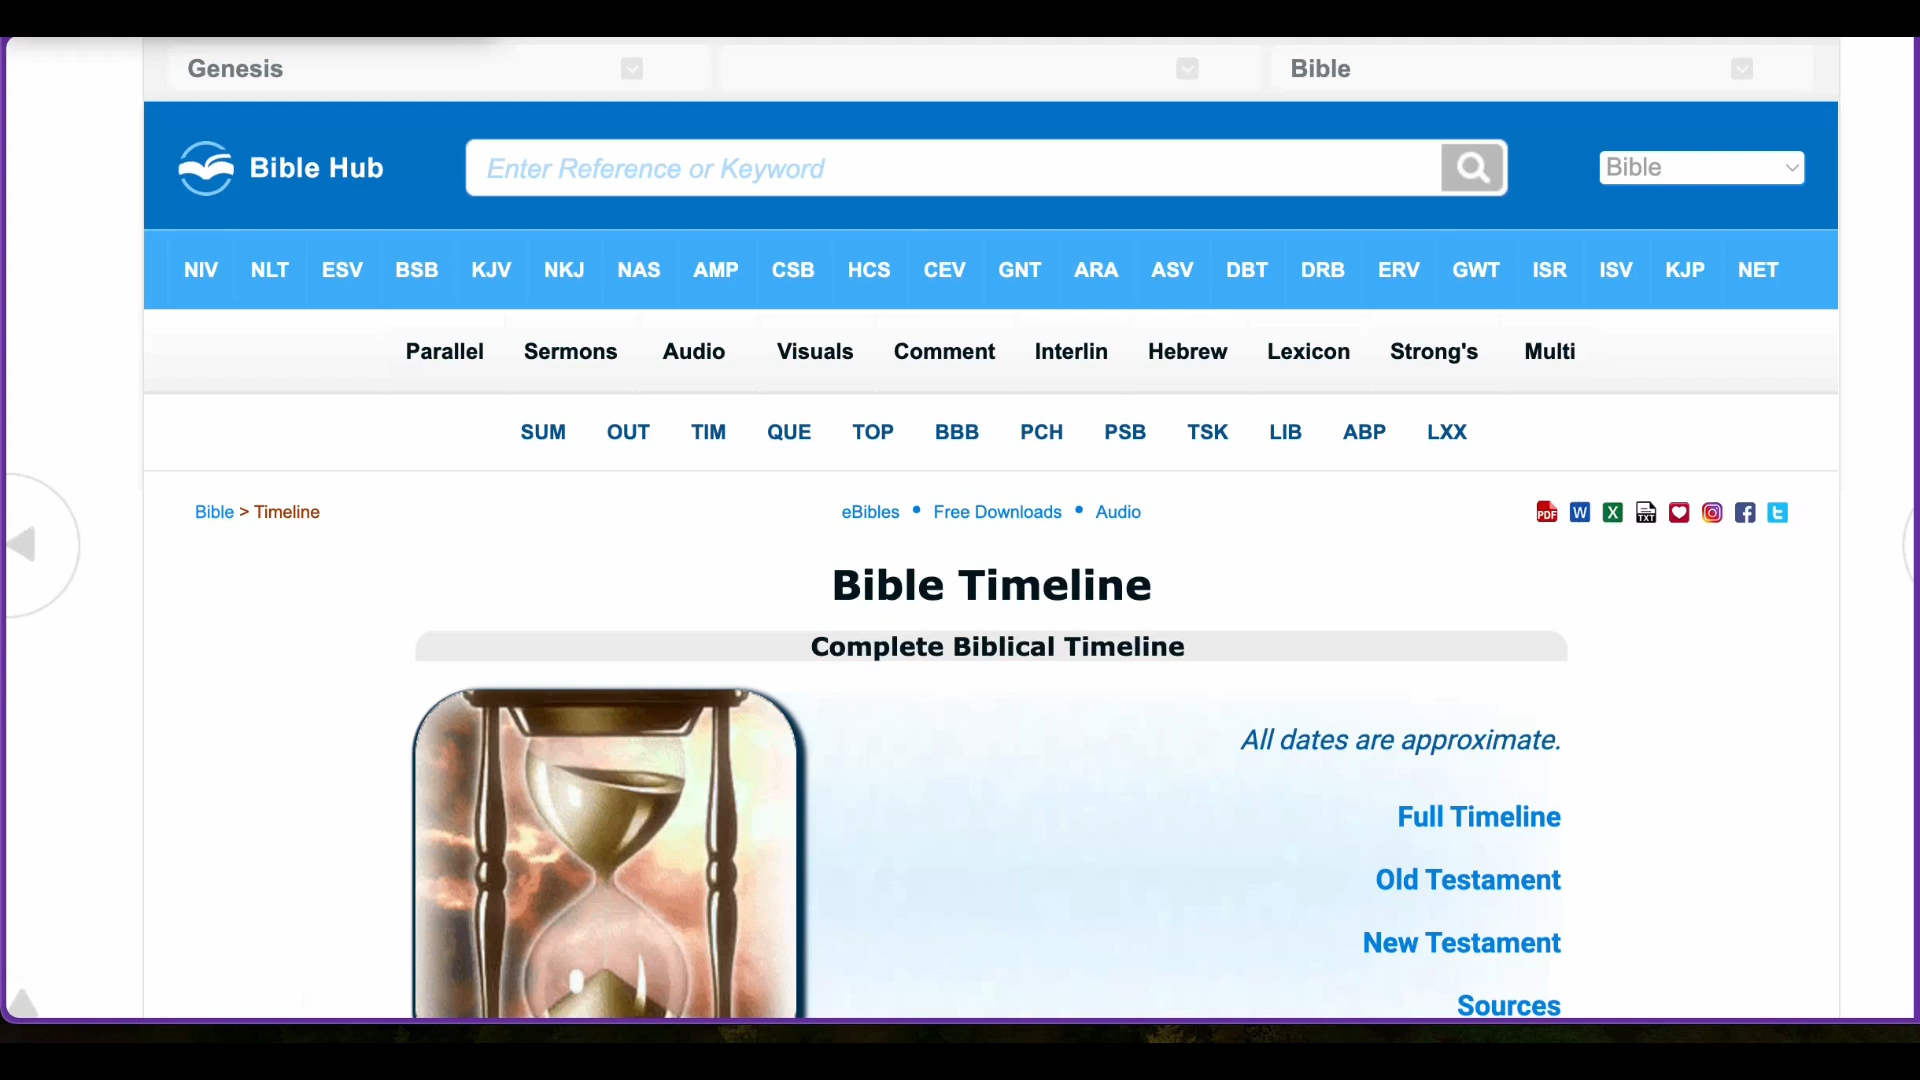 Genesis Bible
Bible Hub Enter Reference or Keyword Bible
NIV NLT ESV BSB KJV NKJ NAS AMP CSB HCS CEV GNT ARA ASV DBT DRB ERV GWT ISR ISV KJP NET
Parallel Sermons Audio Visuals Comment Interlin Hebrew Lexicon Strong's Multi
SUM OUT TIM QUE TOP BBB PCH PSB TSK LIB ABP LXX
Bible > Timeline eBibles • Free Downloads • Audio PDF W X TXT
Bible Timeline
Complete Biblical Timeline
All dates are approximate.
Full Timeline
Old Testament
New Testament
Sources